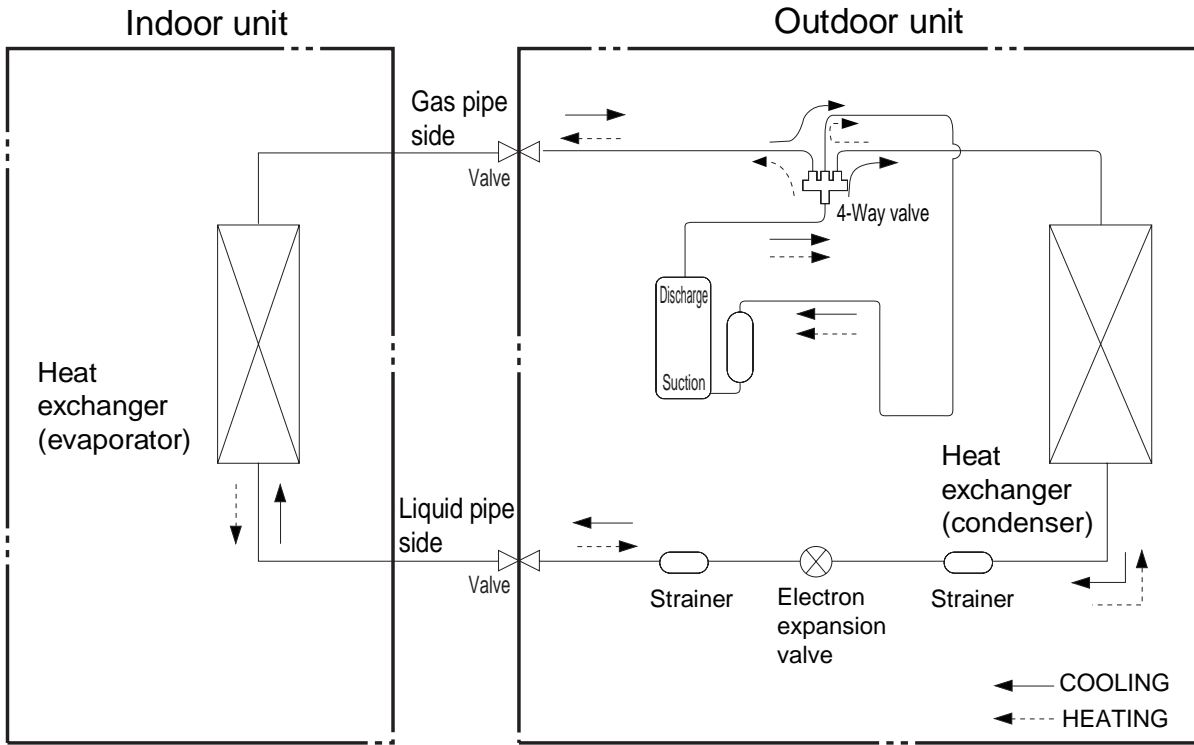 Indoor unit
Outdoor unit
Gas pipe
side
Valve
4-Way valve
Discharge
Suction
Heat
exchanger
(evaporator)
Heat
exchanger
(condenser)
Liquid pipe
side
Valve
Strainer
Electron
expansion
valve
Strainer
COOLING
HEATING